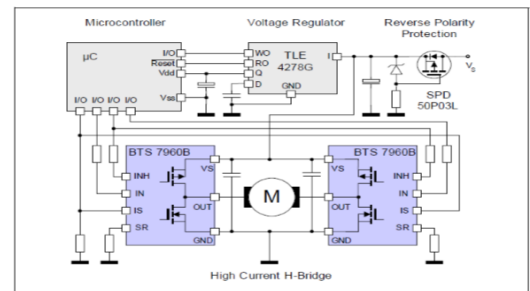 Microcontroller Voltage Regulator Reverse Polarity Protection
µC
I/O
Reset
Vdd
Vss
I/O I/O I/O I/O
WO
RO
Q
D
TLE
4278G
I
GND
Vs
SPD
50P03L
BTS 7960B
INH
IN
IS
SR
VS
OUT
GND
M
BTS 7960B
VS
OUT
GND
INH
IN
IS
SR
High Current H-Bridge